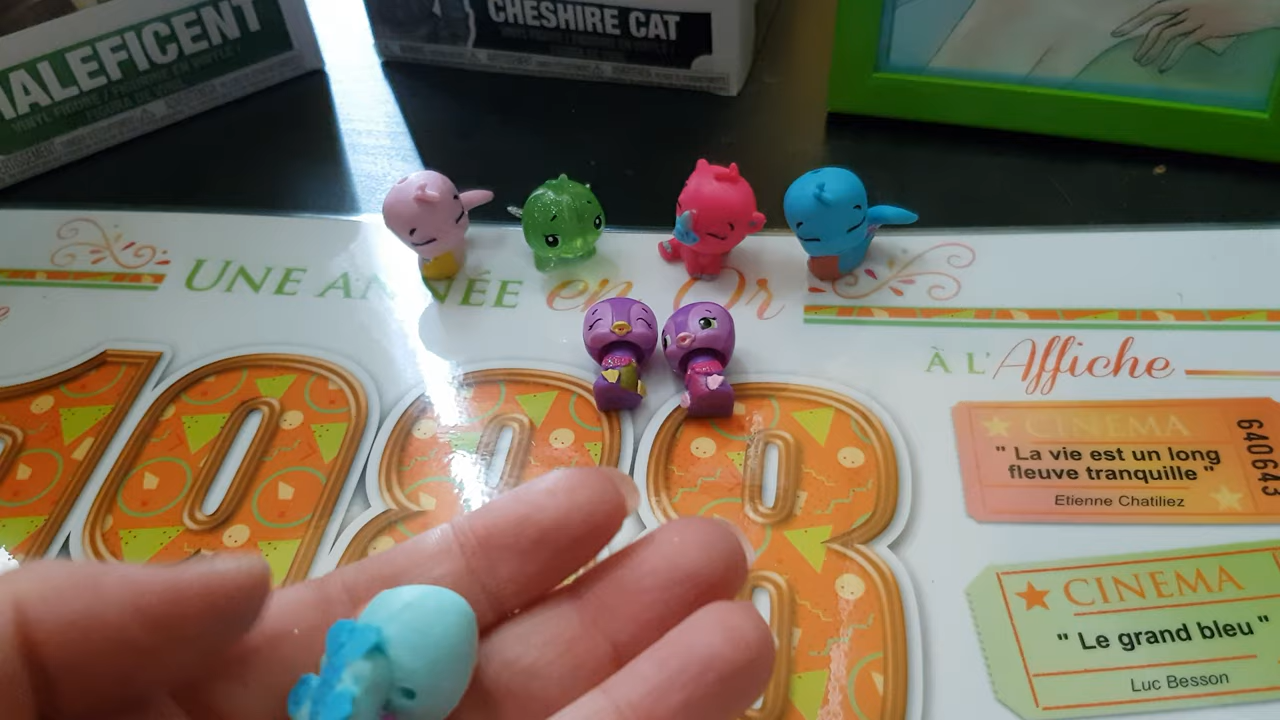 CHESHIRE CAT
ALEFICENT
UNE ANNÉE en Or
1988
À L'Affiche
CINEMA
" La vie est un long
fleuve tranquille "
Etienne Chatiliez
640643
CINEMA
" Le grand bleu "
Luc Besson